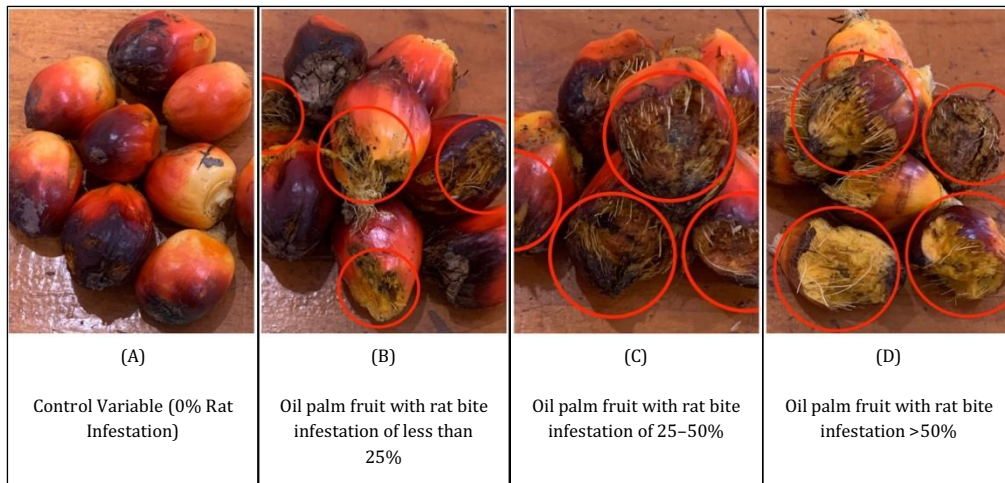 (A)
Control Variable (0% Rat
Infestation)
(B)
Oil palm fruit with rat bite
infestation of less than
25%
(C)
Oil palm fruit with rat bite
infestation of 25–50%
(D)
Oil palm fruit with rat bite
infestation >50%